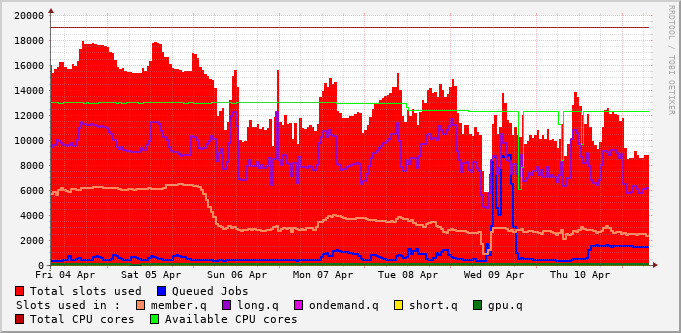 20000
18000
16000
14000
12000
10000
8000
6000
4000
2000
0
Fri 04 Apr Sat 05 Apr Sun 06 Apr Mon 07 Apr Tue 08 Apr Wed 09 Apr Thu 10 Apr
Total slots used Queued Jobs
Slots used in : member.q long.q ondemand.q short.q gpu.q
Total CPU cores Available CPU cores
RRDTOOL / TOBI OETIKER